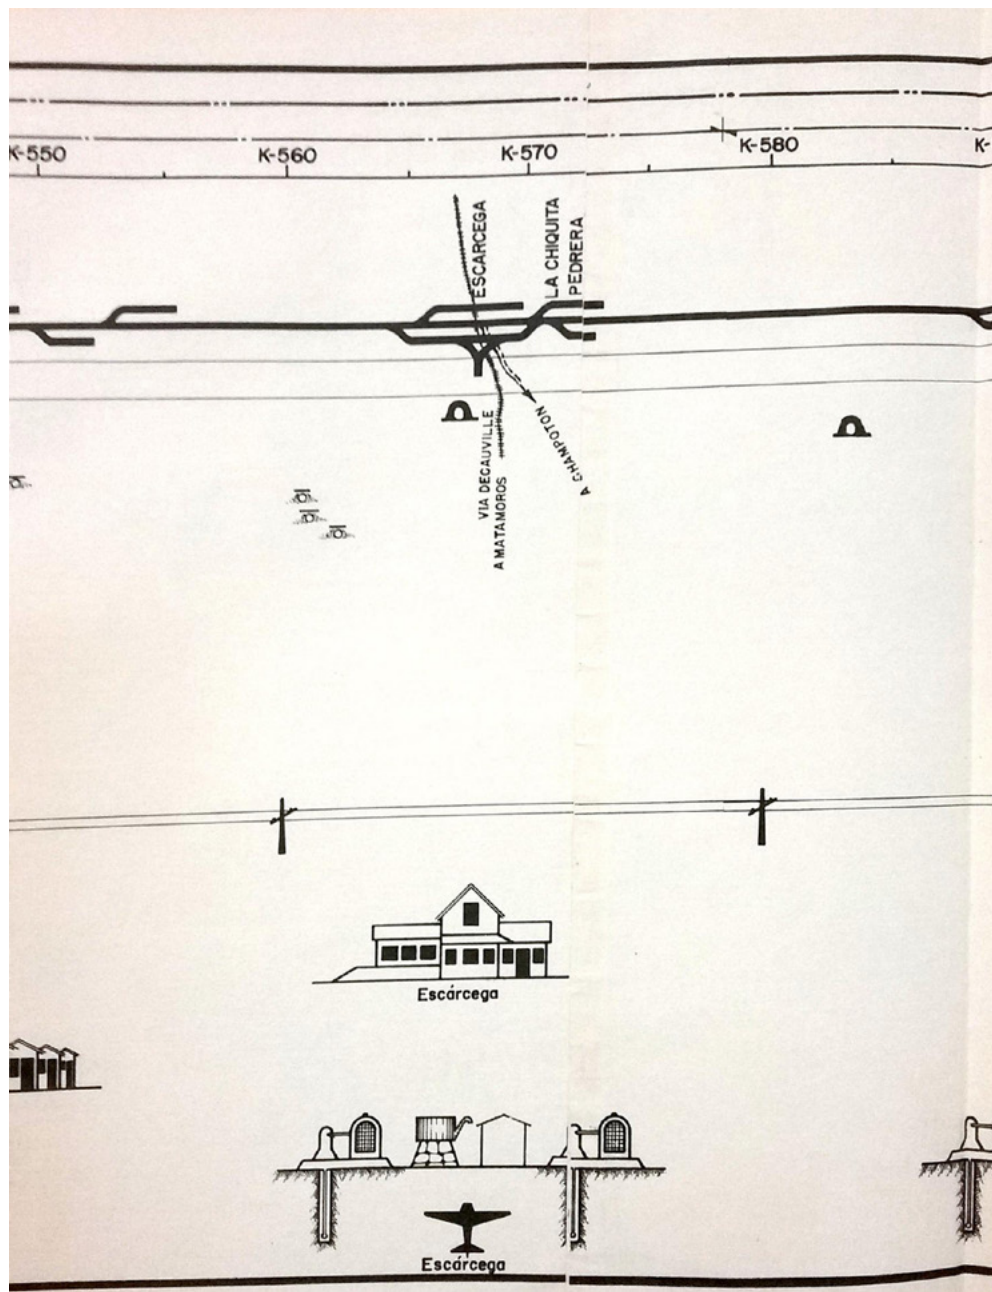 K-550
K-560
K-570
K-580
K-
ESCARCEGA
LA CHIQUITA
PEDRERA
VIA DECAUVILLE
A MATAMOROS
A CHAMPOTON
Escárcega
Escárcega